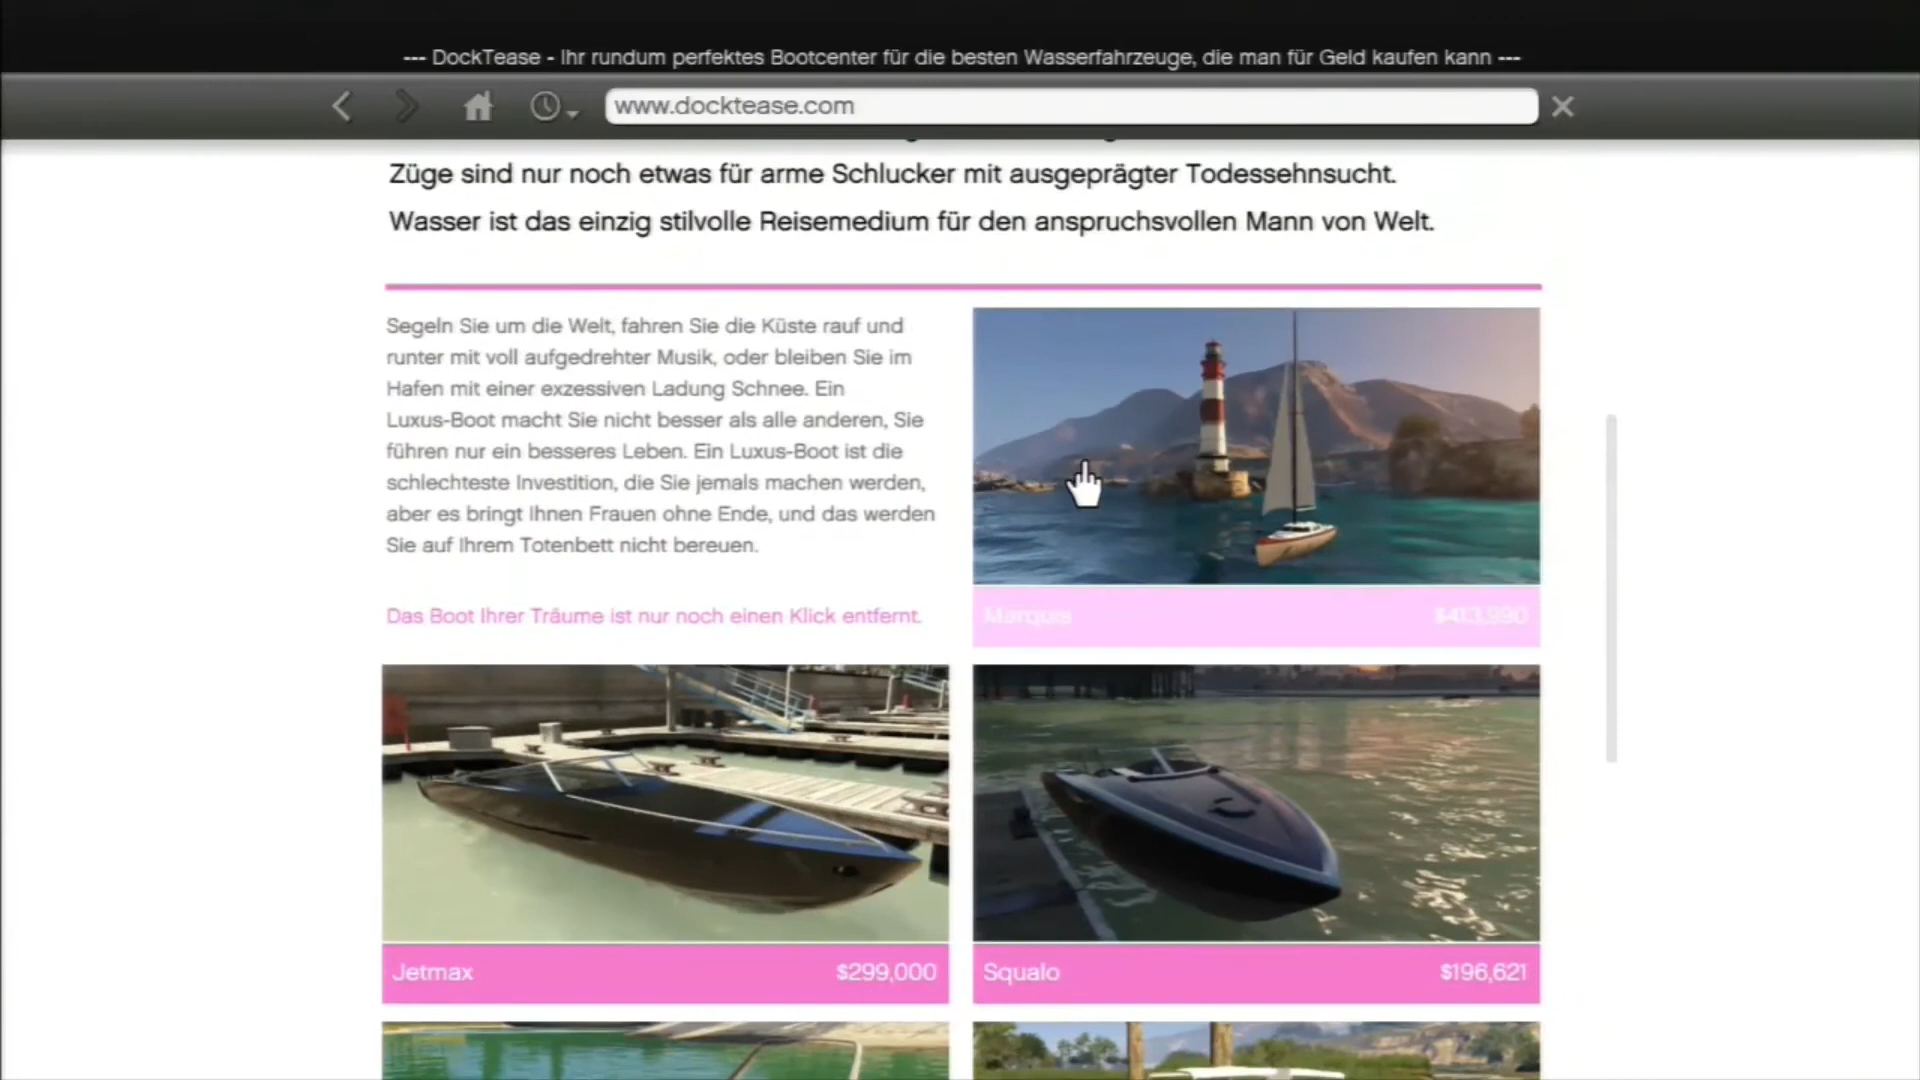 --- DockTease - Ihr rundum perfektes Bootcenter für die besten Wasserfahrzeuge, die man für Geld kaufen kann ---
www.docktease.com
Züge sind nur noch etwas für arme Schlucker mit ausgeprägter Todessehnsucht.
Wasser ist das einzig stilvolle Reisemedium für den anspruchsvollen Mann von Welt.
Segeln Sie um die Welt, fahren Sie die Küste rauf und
runter mit voll aufgedrehter Musik, oder bleiben Sie im
Hafen mit einer exzessiven Ladung Schnee. Ein
Luxus-Boot macht Sie nicht besser als alle anderen, Sie
führen nur ein besseres Leben. Ein Luxus-Boot ist die
schlechteste Investition, die Sie jemals machen werden,
aber es bringt Ihnen Frauen ohne Ende, und das werden
Sie auf Ihrem Totenbett nicht bereuen.
Das Boot Ihrer Träume ist nur noch einen Klick entfernt.
Marquis $413,990
Jetmax $299,000
Squalo $196,621